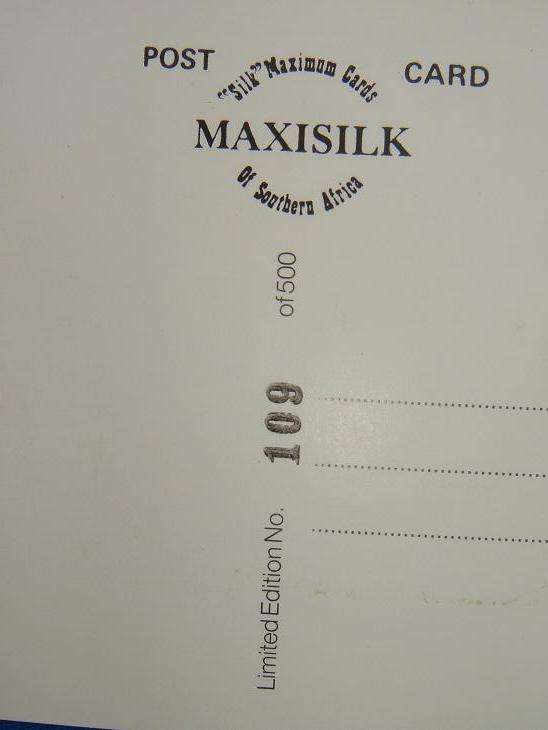 POST CARD
"Silk" Maximum Cards
MAXISILK
Of Southern Africa
Limited Edition No. 109 of 500